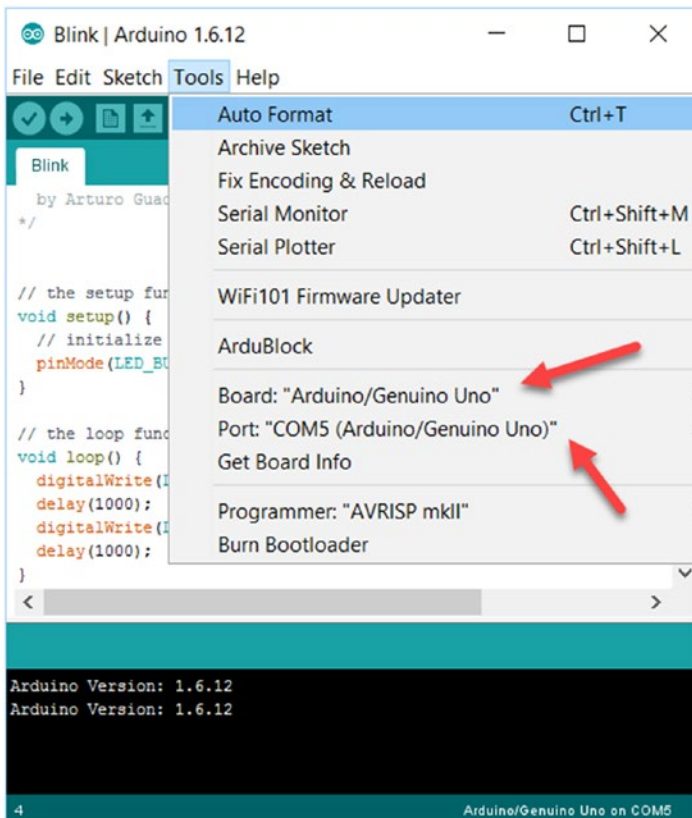 Blink | Arduino 1.6.12
File Edit Sketch Tools Help
Auto Format Ctrl+T
Archive Sketch
Fix Encoding & Reload
Serial Monitor Ctrl+Shift+M
Serial Plotter Ctrl+Shift+L
WiFi101 Firmware Updater
ArduBlock
Board: "Arduino/Genuino Uno"
Port: "COM5 (Arduino/Genuino Uno)"
Get Board Info
Programmer: "AVRISP mkII"
Burn Bootloader
Blink
by Arturo Guad
*/
// the setup fun
void setup() {
// initialize
pinMode(LED_BU
}
// the loop func
void loop() {
digitalWrite(L
delay(1000);
digitalWrite(L
delay(1000);
}
Arduino Version: 1.6.12
Arduino Version: 1.6.12
4 Arduino/Genuino Uno on COM5